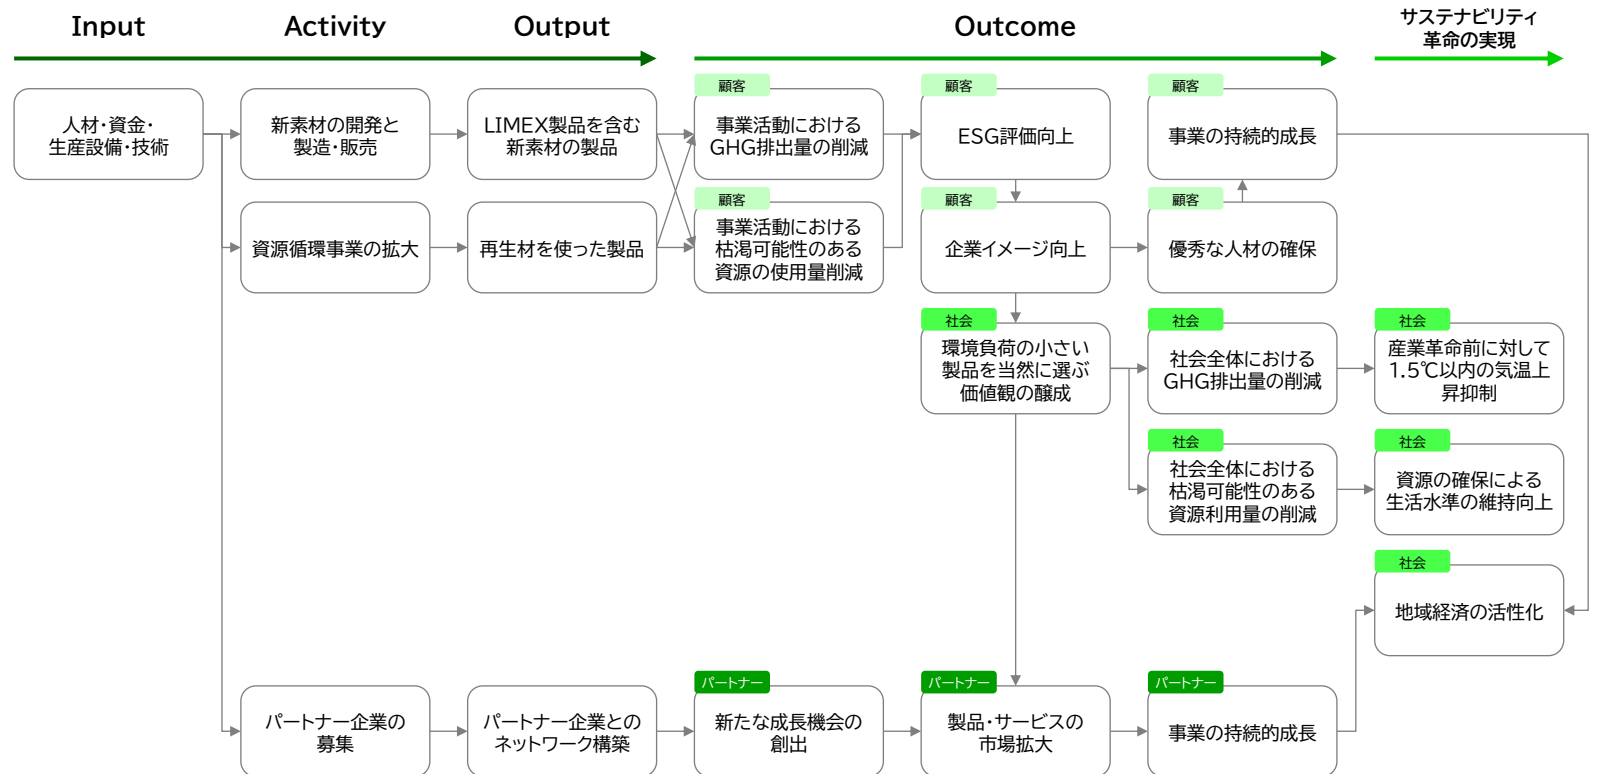 Input
Activity
Output
Outcome
サステナビリティ
革命の実現
人材・資金・
生産設備・技術
新素材の開発と
製造・販売
LIMEX製品を含む
新素材の製品
顧客
事業活動における
GHG排出量の削減
顧客
ESG評価向上
顧客
事業の持続的成長
資源循環事業の拡大
再生材を使った製品
顧客
事業活動における
枯渇可能性のある
資源の使用量削減
顧客
企業イメージ向上
顧客
優秀な人材の確保
社会
環境負荷の小さい
製品を当然に選ぶ
価値観の醸成
社会
社会全体における
GHG排出量の削減
社会
産業革命前に対して
1.5℃以内の気温上
昇抑制
社会
社会全体における
枯渇可能性のある
資源利用量の削減
社会
資源の確保による
生活水準の維持向上
社会
地域経済の活性化
パートナー企業の
募集
パートナー企業との
ネットワーク構築
パートナー
新たな成長機会の
創出
パートナー
製品・サービスの
市場拡大
パートナー
事業の持続的成長